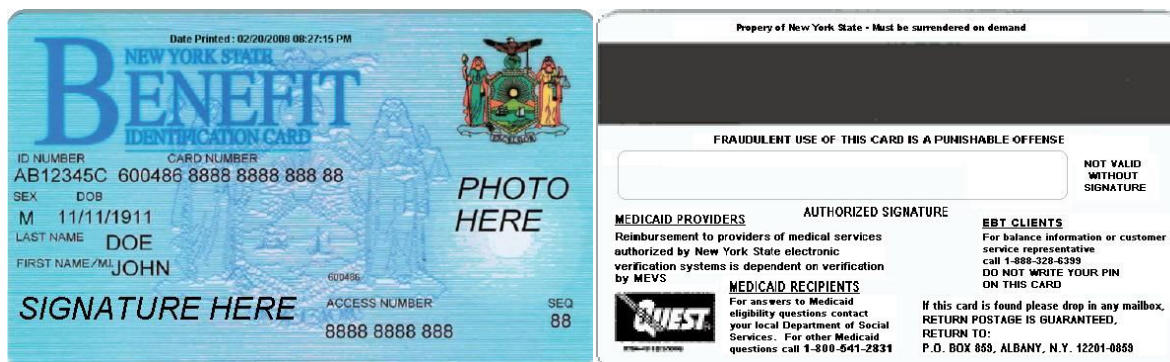 Date Printed : 02/20/2008 08:27:15 PM
NEW YORK STATE
BENEFIT
IDENTIFICATION CARD
ID NUMBER CARD NUMBER
AB12345C 600486 8888 8888 888 88
SEX DOB
M 11/11/1911
LAST NAME DOE
FIRST NAME/M.I. JOHN
PHOTO
HERE
600486
SIGNATURE HERE
ACCESS NUMBER SEQ
8888 8888 888 88
Propery of New York State - Must be surrendered on demand
FRAUDULENT USE OF THIS CARD IS A PUNISHABLE OFFENSE
NOT VALID
WITHOUT
SIGNATURE
AUTHORIZED SIGNATURE
MEDICAID PROVIDERS
Reimbursement to providers of medical services
authorized by New York State electronic
verification systems is dependent on verification
by MEVS
MEDICAID RECIPIENTS
For answers to Medicaid
eligibility questions contact
your local Department of Social
Services. For other Medicaid
questions call 1-800-541-2831
QUEST
EBT CLIENTS
For balance information or customer
service representative
call 1-888-328-6399
DO NOT WRITE YOUR PIN
ON THIS CARD
If this card is found please drop in any mailbox,
RETURN POSTAGE IS GUARANTEED,
RETURN TO:
P.O. BOX 859, ALBANY, N.Y. 12201-0859